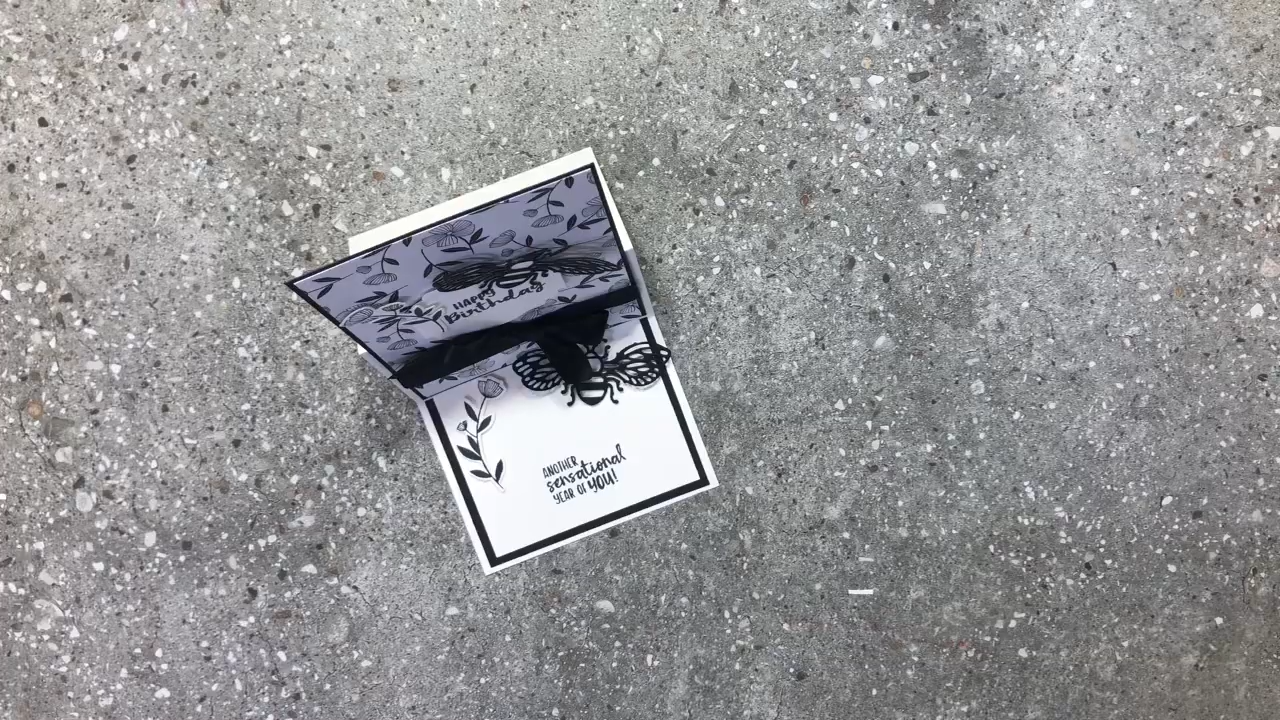 HAPPY
Birthday
ANOTHER
sensational
YEAR OF YOU!